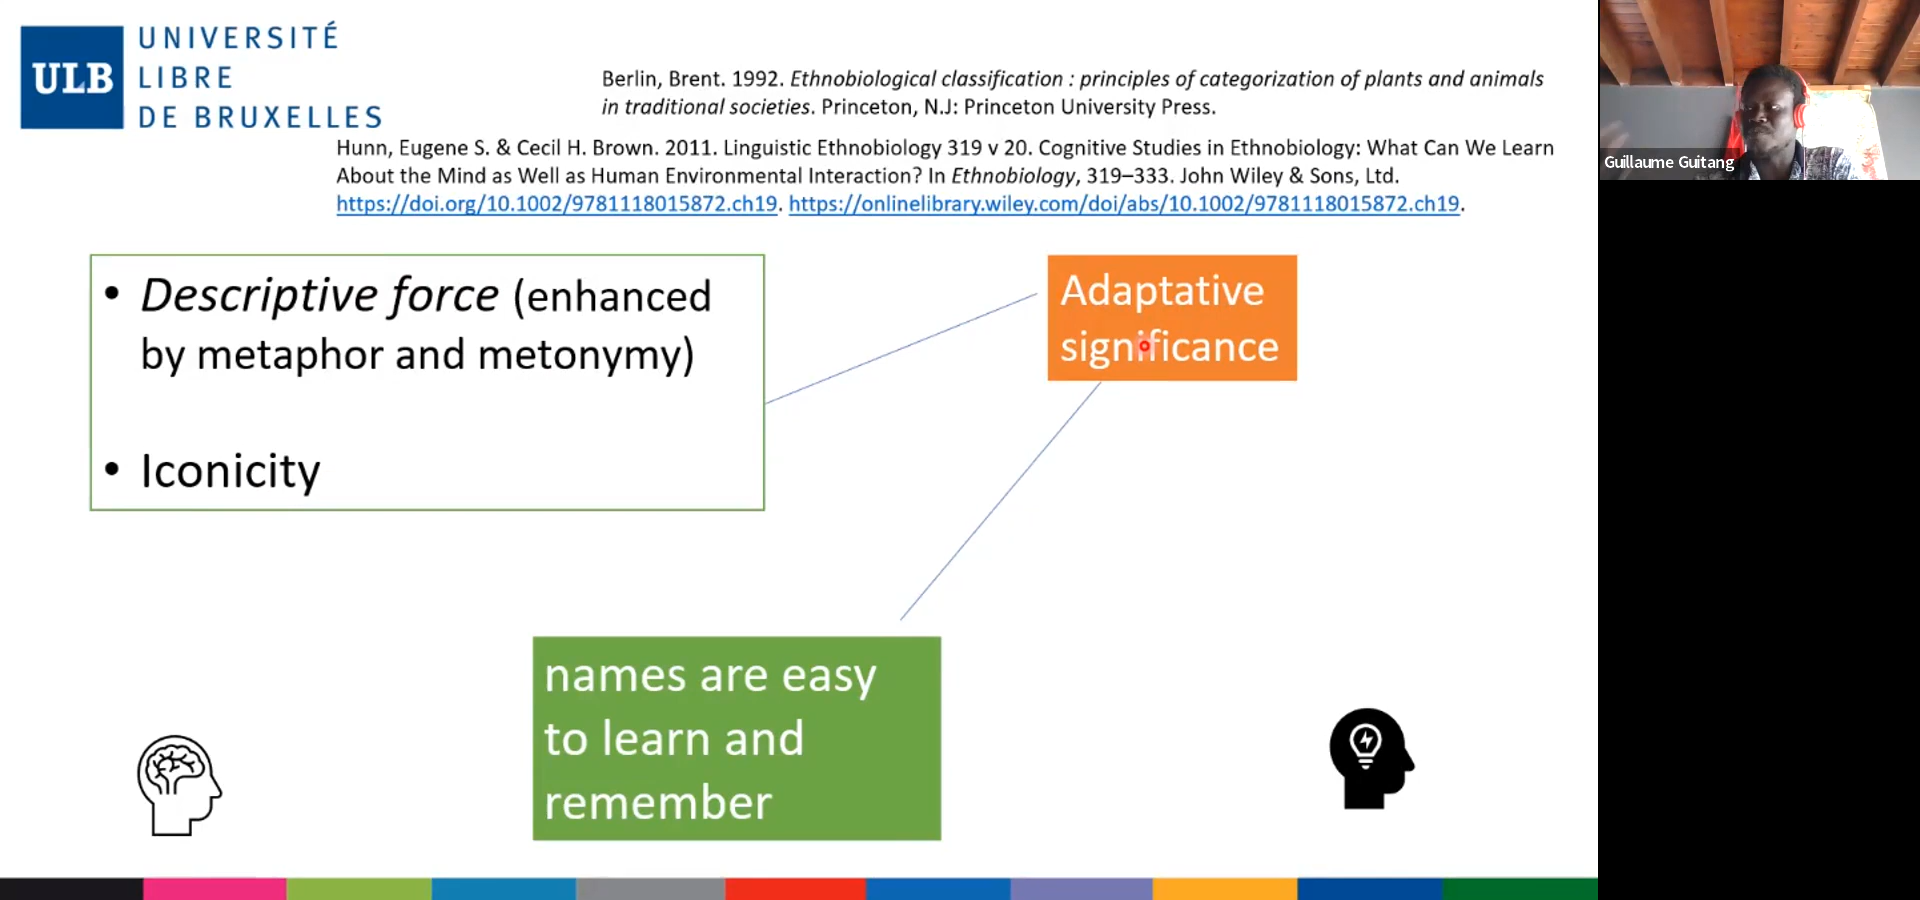 UNIVERSITÉ
ULB LIBRE
DE BRUXELLES
Berlin, Brent. 1992. Ethnobiological classification : principles of categorization of plants and animals
in traditional societies. Princeton, N.J: Princeton University Press.
Hunn, Eugene S. & Cecil H. Brown. 2011. Linguistic Ethnobiology 319 v 20. Cognitive Studies in Ethnobiology: What Can We Learn
About the Mind as Well as Human Environmental Interaction? In Ethnobiology, 319–333. John Wiley & Sons, Ltd.
https://doi.org/10.1002/9781118015872.ch19. https://onlinelibrary.wiley.com/doi/abs/10.1002/9781118015872.ch19.
• Descriptive force (enhanced
by metaphor and metonymy)
• Iconicity
Adaptative
significance
names are easy
to learn and
remember
Guillaume Guitang